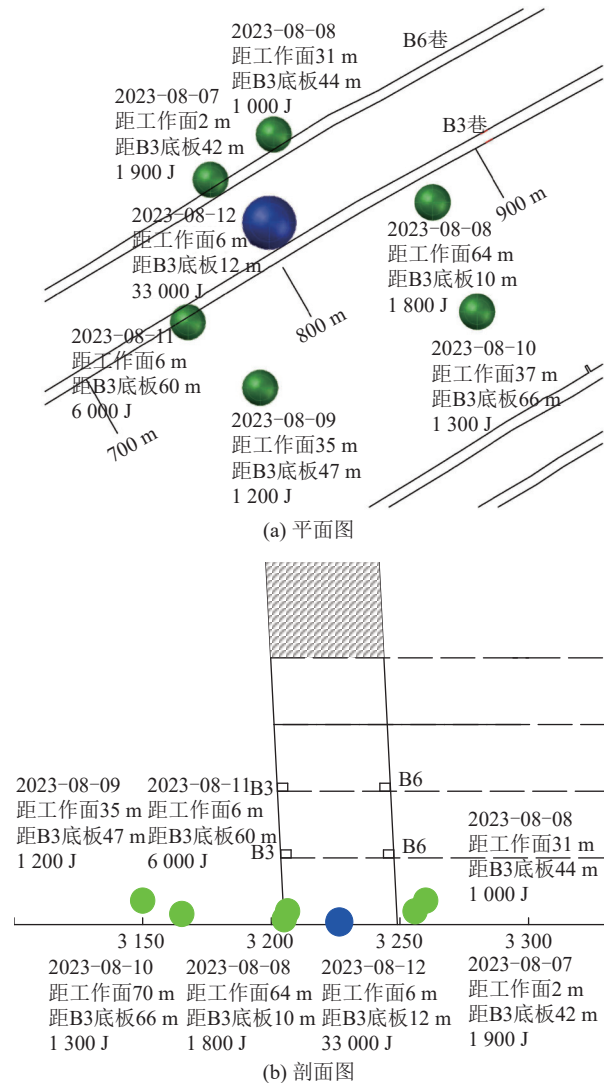 2023-08-08
距工作面31 m
距B3底板44 m
1 000 J
B6巷
2023-08-07
距工作面2 m
距B3底板42 m
1 900 J
B3巷
900 m
2023-08-12
距工作面6 m
距B3底板12 m
33 000 J
2023-08-08
距工作面64 m
距B3底板10 m
1 800 J
800 m
2023-08-11
距工作面6 m
距B3底板60 m
6 000 J
700 m
2023-08-10
距工作面37 m
距B3底板66 m
1 300 J
2023-08-09
距工作面35 m
距B3底板47 m
1 200 J
(a) 平面图
2023-08-09
距工作面35 m
距B3底板47 m
1 200 J
2023-08-11
距工作面6 m
距B3底板60 m
6 000 J
B3
B6
B3
B6
2023-08-08
距工作面31 m
距B3底板44 m
1 000 J
3 150
3 200
3 250
3 300
2023-08-10
距工作面70 m
距B3底板66 m
1 300 J
2023-08-08
距工作面64 m
距B3底板10 m
1 800 J
2023-08-12
距工作面6 m
距B3底板12 m
33 000 J
2023-08-07
距工作面2 m
距B3底板42 m
1 900 J
(b) 剖面图